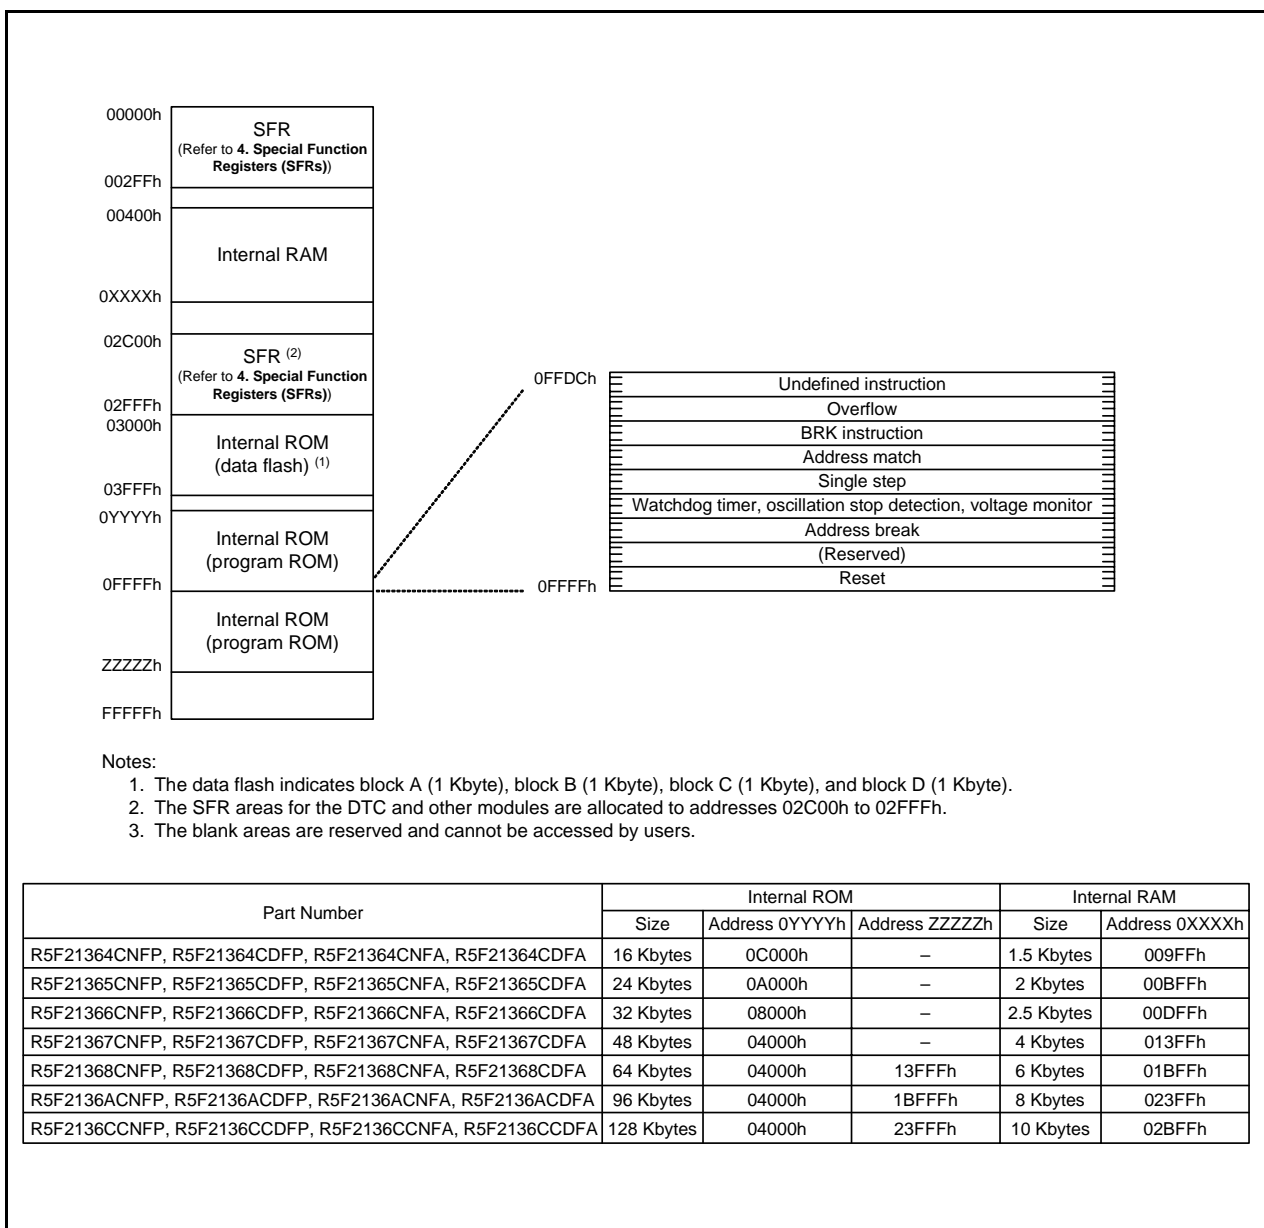 00000h
SFR
(Refer to 4. Special Function
Registers (SFRs))
002FFh
00400h
Internal RAM
0XXXXh
02C00h
SFR (2)
(Refer to 4. Special Function
Registers (SFRs))
02FFFh
03000h
Internal ROM
(data flash) (1)
03FFFh
0YYYYh
Internal ROM
(program ROM)
0FFFFh
Internal ROM
(program ROM)
ZZZZZh
FFFFFh
0FFDCh
Undefined instruction
Overflow
BRK instruction
Address match
Single step
Watchdog timer, oscillation stop detection, voltage monitor
Address break
(Reserved)
0FFFFh
Reset
Notes:
1. The data flash indicates block A (1 Kbyte), block B (1 Kbyte), block C (1 Kbyte), and block D (1 Kbyte).
2. The SFR areas for the DTC and other modules are allocated to addresses 02C00h to 02FFFh.
3. The blank areas are reserved and cannot be accessed by users.
Part Number Internal ROM Internal RAM
Size Address 0YYYYh Address ZZZZZh Size Address 0XXXXh
R5F21364CNFP, R5F21364CDFP, R5F21364CNFA, R5F21364CDFA 16 Kbytes 0C000h – 1.5 Kbytes 009FFh
R5F21365CNFP, R5F21365CDFP, R5F21365CNFA, R5F21365CDFA 24 Kbytes 0A000h – 2 Kbytes 00BFFh
R5F21366CNFP, R5F21366CDFP, R5F21366CNFA, R5F21366CDFA 32 Kbytes 08000h – 2.5 Kbytes 00DFFh
R5F21367CNFP, R5F21367CDFP, R5F21367CNFA, R5F21367CDFA 48 Kbytes 04000h – 4 Kbytes 013FFh
R5F21368CNFP, R5F21368CDFP, R5F21368CNFA, R5F21368CDFA 64 Kbytes 04000h 13FFFh 6 Kbytes 01BFFh
R5F2136ACNFP, R5F2136ACDFP, R5F2136ACNFA, R5F2136ACDFA 96 Kbytes 04000h 1BFFFh 8 Kbytes 023FFh
R5F2136CCNFP, R5F2136CCDFP, R5F2136CCNFA, R5F2136CCDFA 128 Kbytes 04000h 23FFFh 10 Kbytes 02BFFh